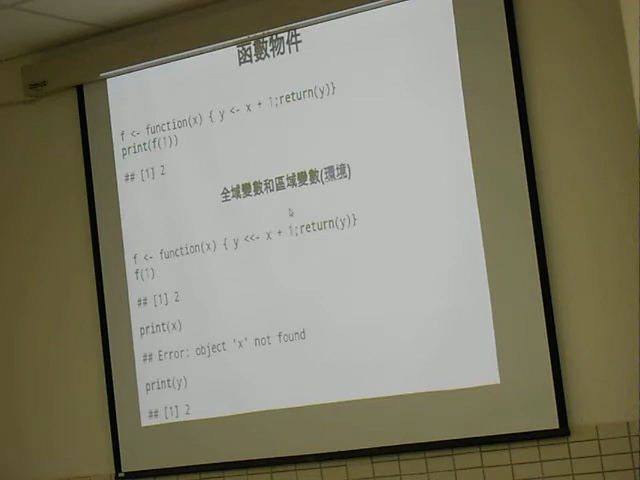 函數物件
f <- function(x) { y <- x + 1;return(y)}
print(f(1))
## [1] 2
全域變數和區域變數(環境)
f <- function(x) { y <<- x + 1;return(y)}
f(1)
## [1] 2
print(x)
## Error: object 'x' not found
print(y)
## [1] 2